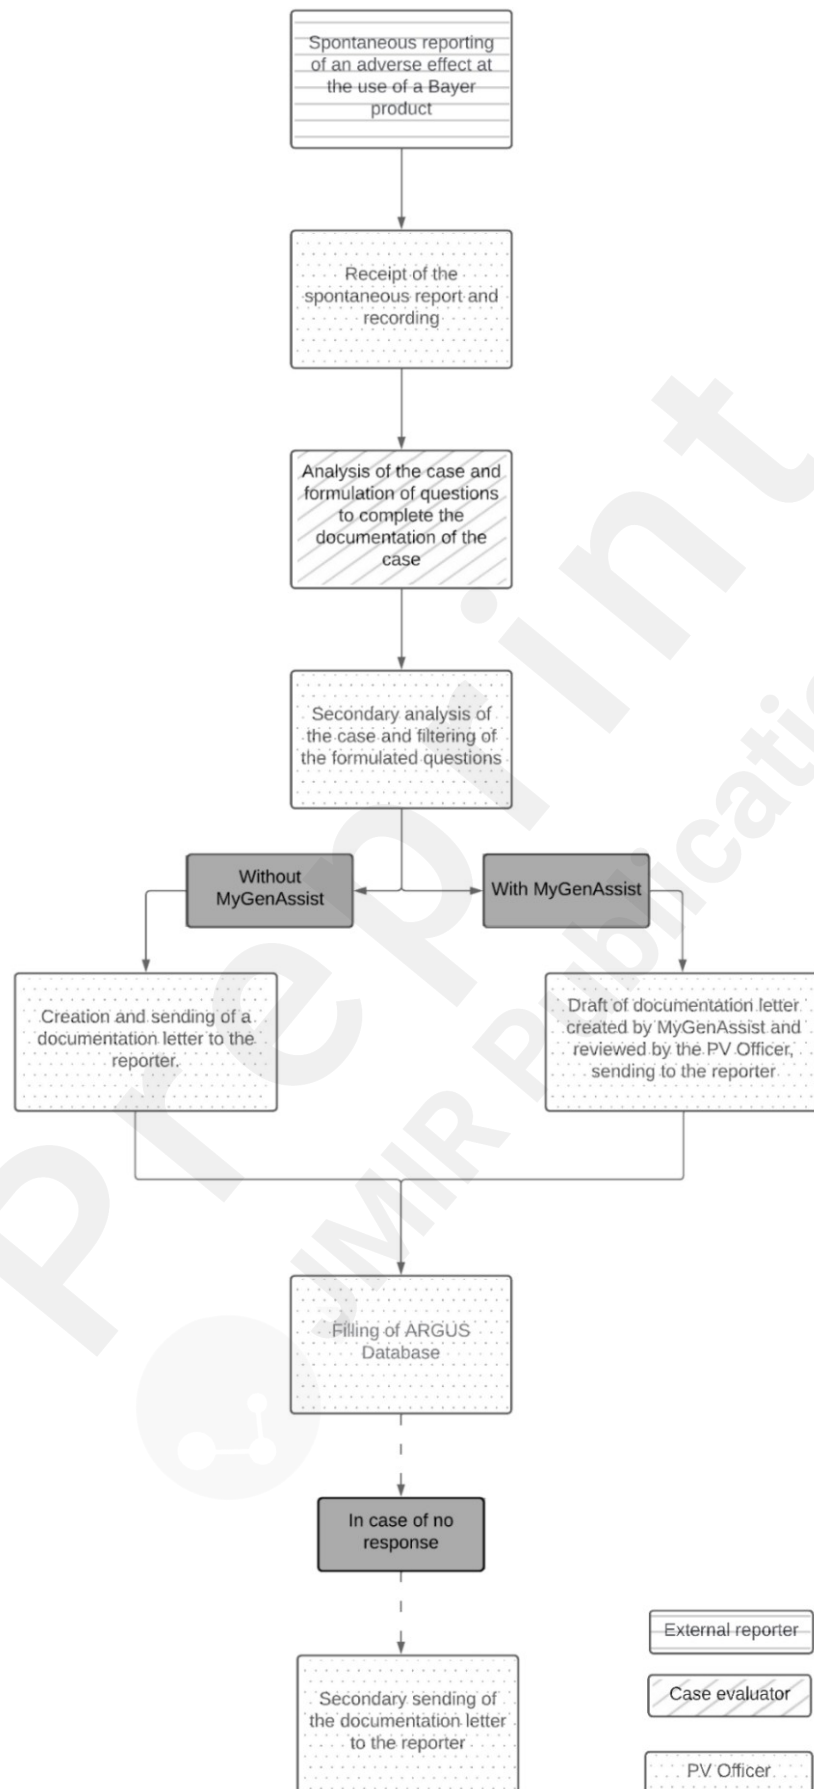 Spontaneous reporting
of an adverse effect at
the use of a Bayer
product
Receipt of the
spontaneous report and
recording
Analysis of the case and
formulation of questions
to complete the
documentation of the
case
Secondary analysis of
the case and filtering of
the formulated questions
Without
MyGenAssist
With MyGenAssist
Creation and sending of a
documentation letter to the
reporter.
Draft of documentation letter
created by MyGenAssist and
reviewed by the PV Officer,
sending to the reporter
Filling of ARGUS
Database
In case of no
response
Secondary sending of
the documentation letter
to the reporter
External reporter
Case evaluator
PV Officer
Preprint
JMIR Publicatio